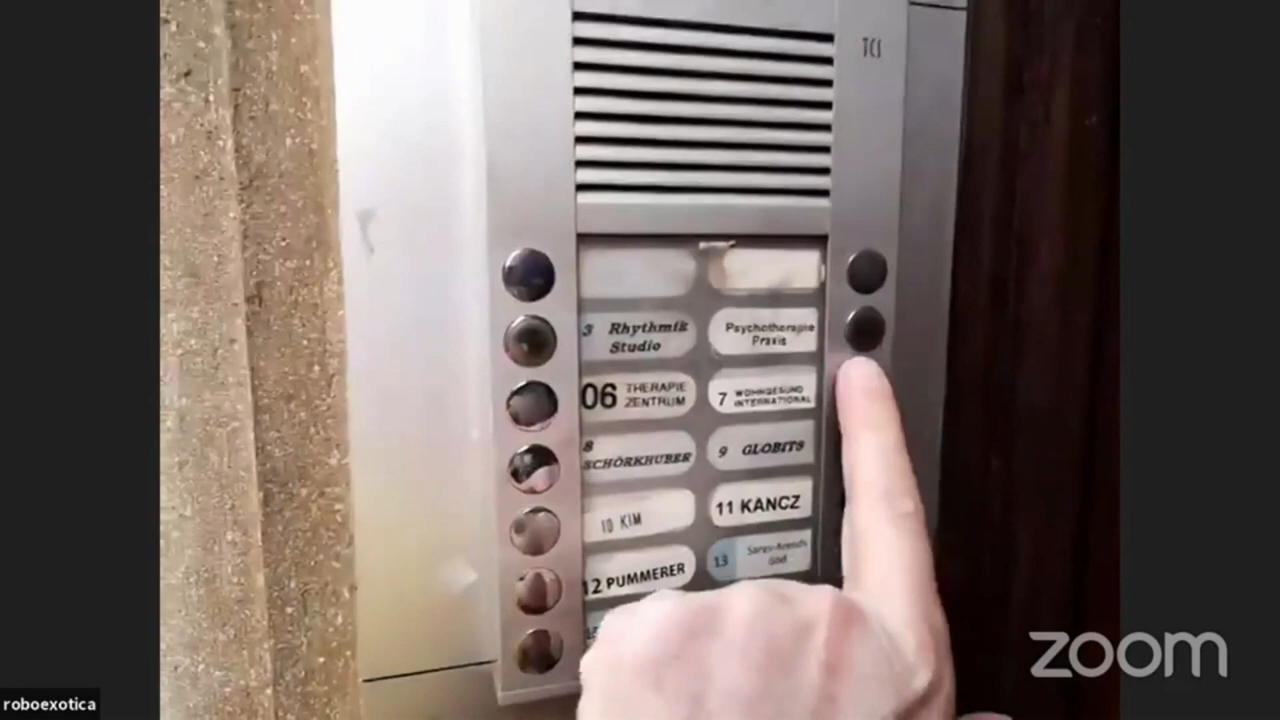 TCS
3 Rhythmik
Studio
Psychotherapie
Praxis
06 THERAPIE
ZENTRUM
7 WOHNGESUND
INTERNATIONAL
8
SCHÖRKHUBER
9 GLOBITS
10 KIM
11 KANCZ
12 PUMMERER
13
zoom
roboexotica